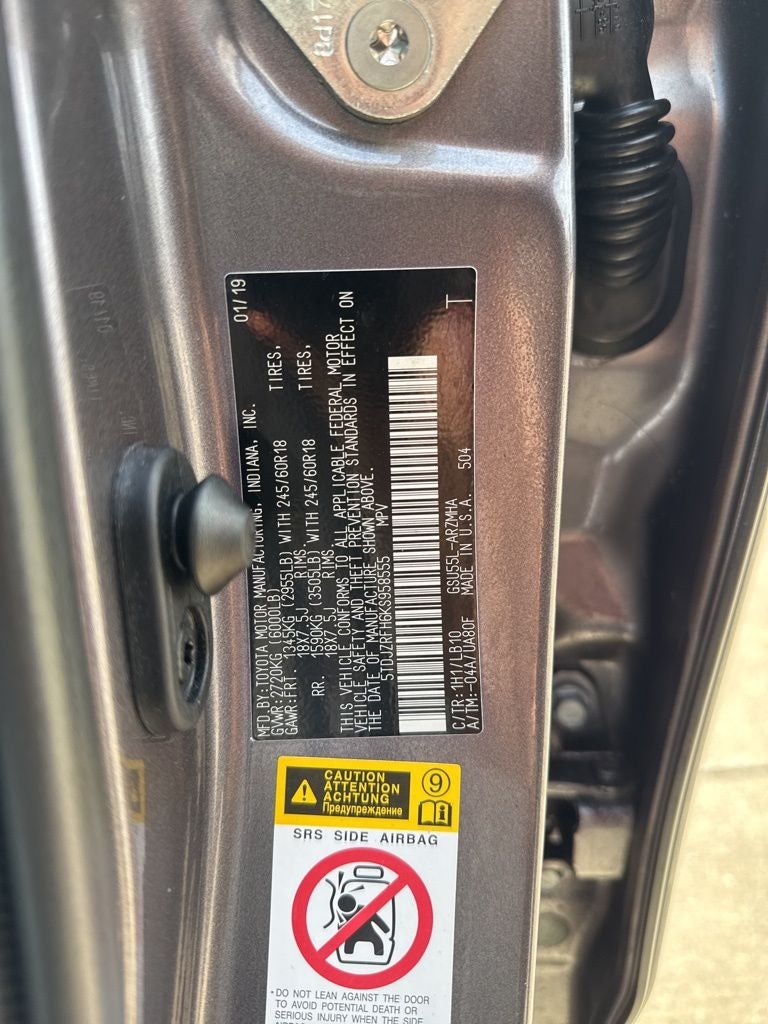 8d17
MFD.BY:TOYOTA MOTOR MANUFACTURING, INDIANA, INC. 01/19
GVWR:2720KG (6000LB)
GAWR:FRT 1345KG (2955LB) WITH 245/60R18 TIRES,
18X7.5J RIMS
RR. 1590KG (3505LB) WITH 245/60R18 TIRES,
18X7.5J RIMS
THIS VEHICLE CONFORMS TO ALL APPLICABLE FEDERAL MOTOR
VEHICLE SAFETY AND THEFT PREVENTION STANDARDS IN EFFECT ON
THE DATE OF MANUFACTURE SHOWN ABOVE.
5TDJZRFH6KS958555 MPV
C/TR:1H1/LB10 GSU55L-ARZMHA T
A/TM:-04A/UA80F MADE IN U.S.A. 504
CAUTION
ATTENTION
ACHTUNG
Предупреждение
9
SRS SIDE AIRBAG
·DO NOT LEAN AGAINST THE DOOR
TO AVOID POTENTIAL DEATH OR
SERIOUS INJURY WHEN THE SIDE